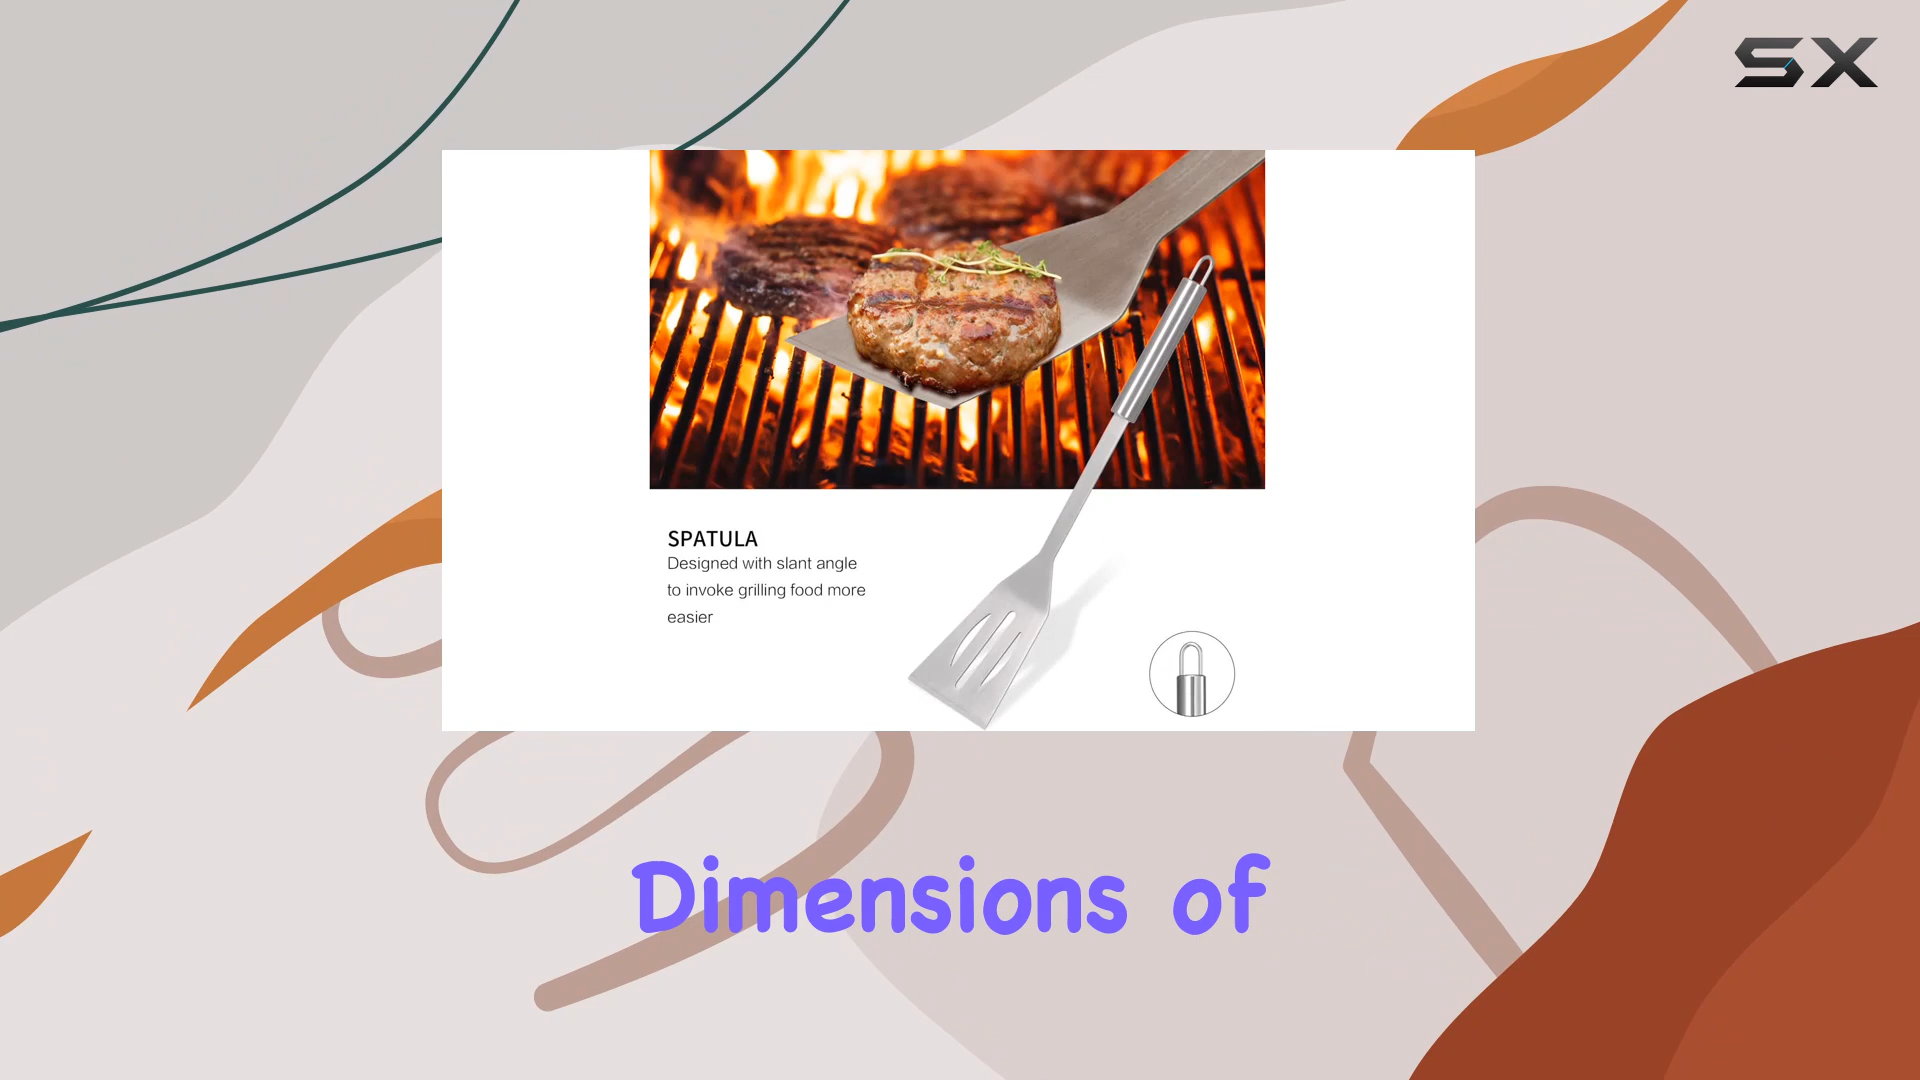 SX
SPATULA
Designed with slant angle
to invoke grilling food more
easier
Dimensions of